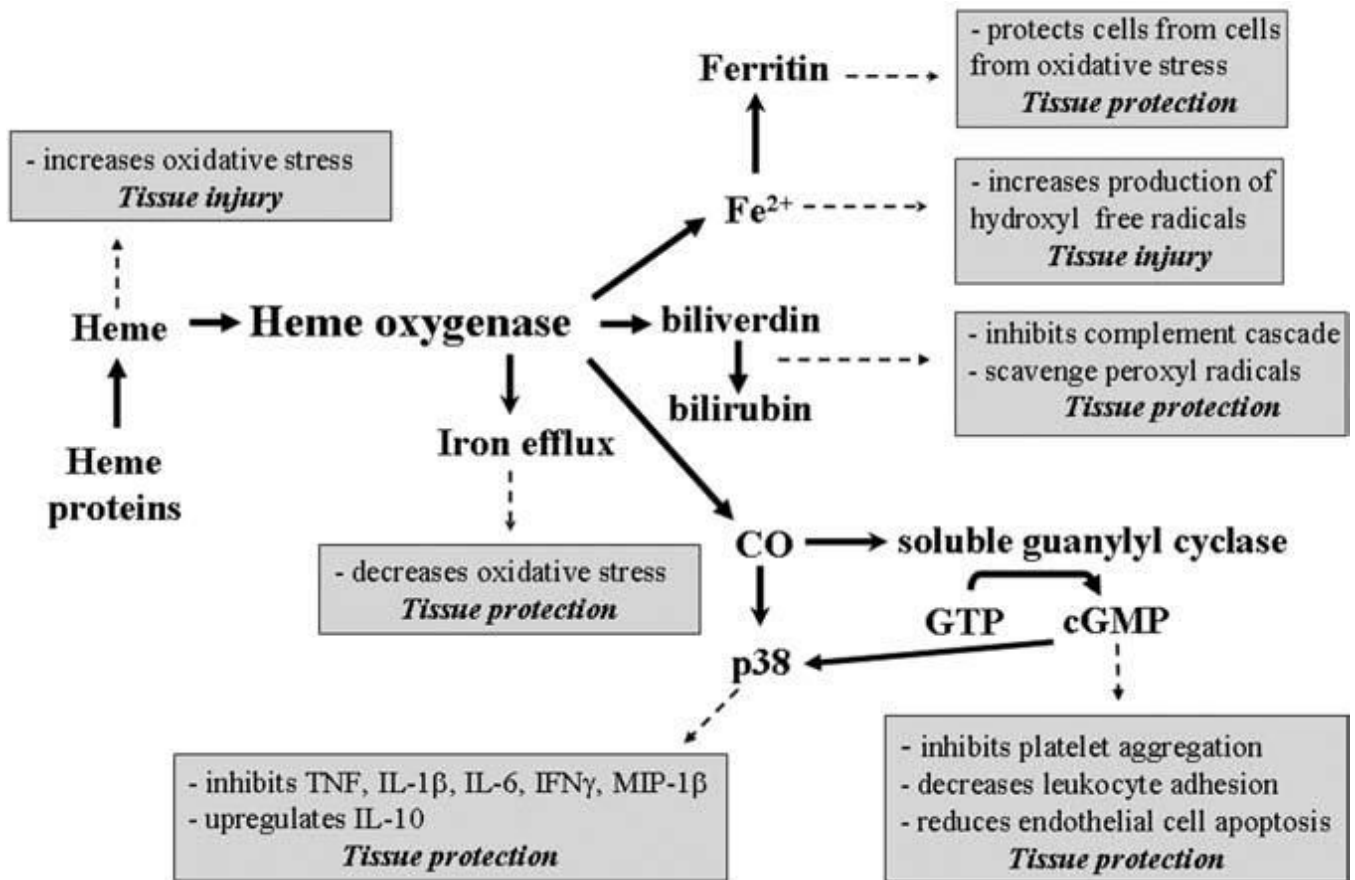 Ferritin
- protects cells from cells
from oxidative stress
Tissue protection
- increases oxidative stress
Tissue injury
Fe²⁺
- increases production of
hydroxyl free radicals
Tissue injury
Heme
Heme oxygenase
biliverdin
bilirubin
- inhibits complement cascade
- scavenge peroxyl radicals
Tissue protection
Heme
proteins
Iron efflux
- decreases oxidative stress
Tissue protection
CO
soluble guanylyl cyclase
GTP
cGMP
p38
- inhibits TNF, IL-1β, IL-6, IFNγ, MIP-1β
- upregulates IL-10
Tissue protection
- inhibits platelet aggregation
- decreases leukocyte adhesion
- reduces endothelial cell apoptosis
Tissue protection